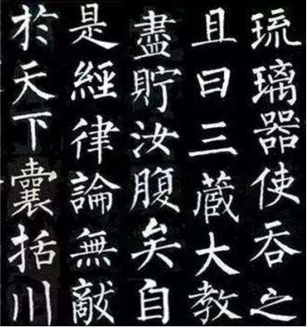 琉璃器使吞之
且曰三藏大教
盡貯汝腹矣自
是經律論無敵
於天下囊括川